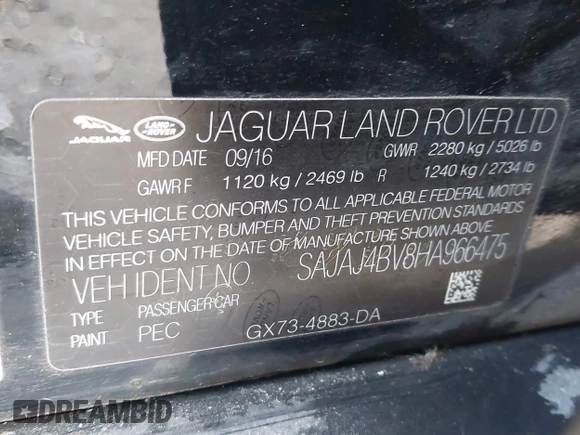 JAGUAR LAND-ROVER JAGUAR LAND ROVER LTD
MFD DATE 09/16 GWR 2280 kg / 5026 lb
GAWR F 1120 kg / 2469 lb R 1240 kg / 2734 lb
THIS VEHICLE CONFORMS TO ALL APPLICABLE FEDERAL MOTOR
VEHICLE SAFETY, BUMPER AND THEFT PREVENTION STANDARDS
IN EFFECT ON THE DATE OF MANUFACTURE SHOWN ABOVE.
VEH IDENT NO. SAJAJ4BV8HA966475
TYPE PASSENGER CAR
PAINT PEC GX73-4883-DA
DREAMBID